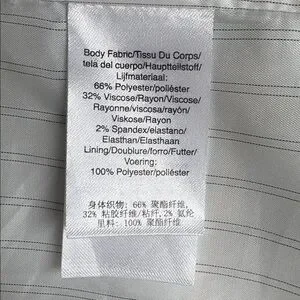 Body Fabric/Tissu Du Corps/
tela del cuerpo/Hauptteilstoff/
Lijfmateriaal:
66% Polyester/poliéster
32% Viscose/Rayon/Viscose/
Rayonne/viscosa/rayón/
Viskose/Rayon
2% Spandex/elastano/
Elasthan/Elasthaan
Lining/Doublure/forro/Futter/
Voering:
100% Polyester/poliéster
身体织物: 66% 聚酯纤维,
32% 粘胶纤维/粘纤,2% 氨纶
里料: 100% 聚酯纤维